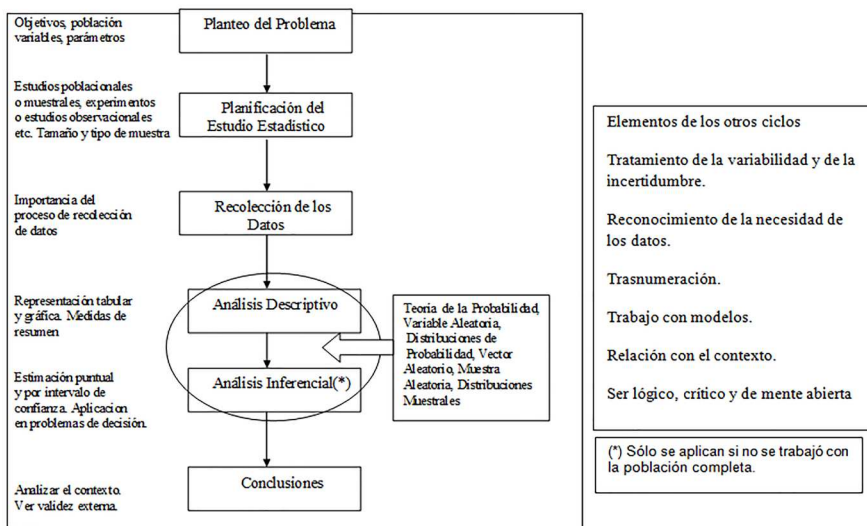 Objetivos, población
variables, parámetros
Planteo del Problema
Estudios poblacionales
o muestrales, experimentos
o estudios observacionales
etc. Tamaño y tipo de muestra
Planificación del
Estudio Estadístico
Importancia del
proceso de recolección
de datos
Recolección de los
Datos
Representación tabular
y gráfica. Medidas de
resumen
Análisis Descriptivo
Estimación puntual
y por intervalo de
confianza. Aplicacion
en problemas de decisión.
Análisis Inferencial(*)
Teoria de la Probabilidad,
Variable Aleatoria,
Distribuciones de
Probabilidad, Vector
Aleatorio, Muestra
Aleatoria, Distribuciones
Muestrales
Analizar el contexto.
Ver validez externa.
Conclusiones
Elementos de los otros ciclos
Tratamiento de la variabilidad y de la
incertidumbre.
Reconocimiento de la necesidad de
los datos.
Trasnumeración.
Trabajo con modelos.
Relación con el contexto.
Ser lógico, crítico y de mente abierta
(*) Sólo se aplican si no se trabajó con
la población completa.